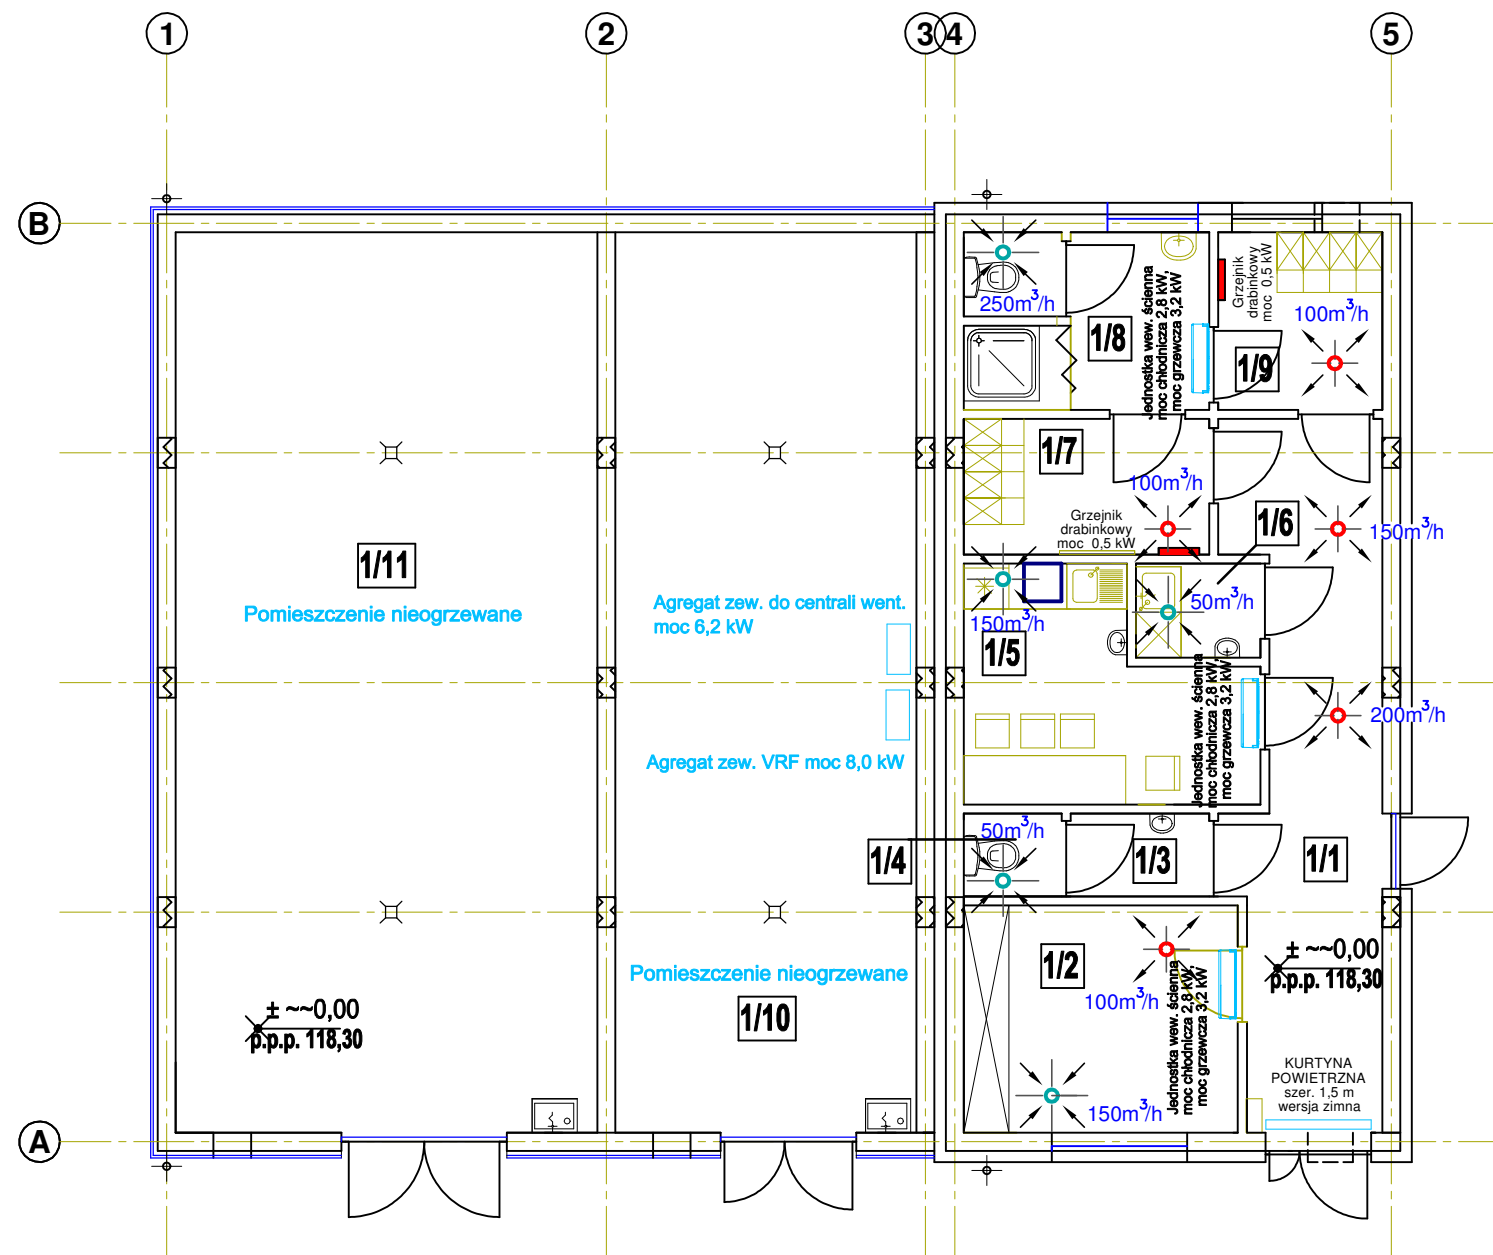 1
2
3
4
5
B
250m³/h
1/8
Jednostka wew. ścienna
moc chłodnicza 2,8 kW,
moc grzewcza 3,2 kW
Grzejnik
drabinkowy
moc 0,5 kW
100m³/h
1/9
1/7
100m³/h
Grzejnik
drabinkowy
moc 0,5 kW
1/6
150m³/h
1/11
Pomieszczenie nieogrzewane
Agregat zew. do centrali went.
moc 6,2 kW
150m³/h
50m³/h
1/5
Jednostka wew. ścienna
moc chłodnicza 2,8 kW,
moc grzewcza 3,2 kW
200m³/h
Agregat zew. VRF moc 8,0 kW
50m³/h
1/4
1/3
1/1
1/2
Pomieszczenie nieogrzewane
100m³/h
Jednostka wew. ścienna
moc chłodnicza 2,8 kW,
moc grzewcza 3,2 kW
± ~~0,00
p.p.p. 118,30
1/10
± ~~0,00
p.p.p. 118,30
KURTYNA
POWIETRZNA
szer. 1,5 m
wersja zimna
150m³/h
A